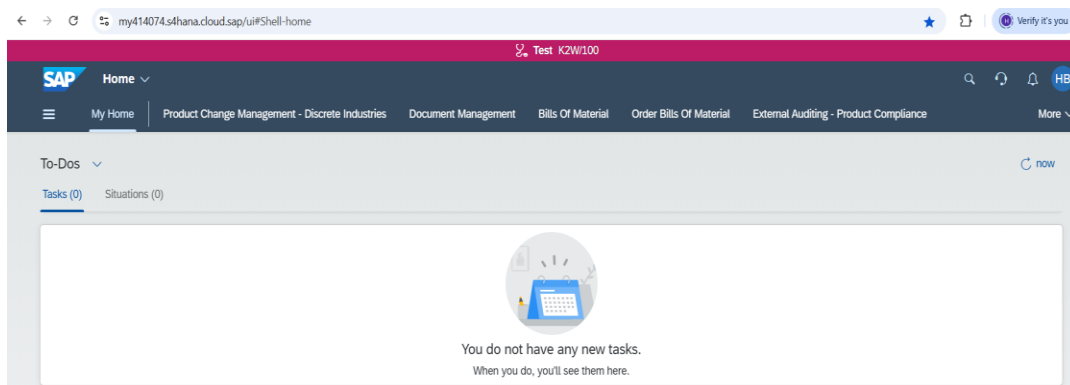 my414074.s4hana.cloud.sap/ui#Shell-home
Verify it's you
Test K2W/100
SAP Home HB
My Home Product Change Management - Discrete Industries Document Management Bills Of Material Order Bills Of Material External Auditing - Product Compliance More
To-Dos now
Tasks (0) Situations (0)
You do not have any new tasks.
When you do, you'll see them here.